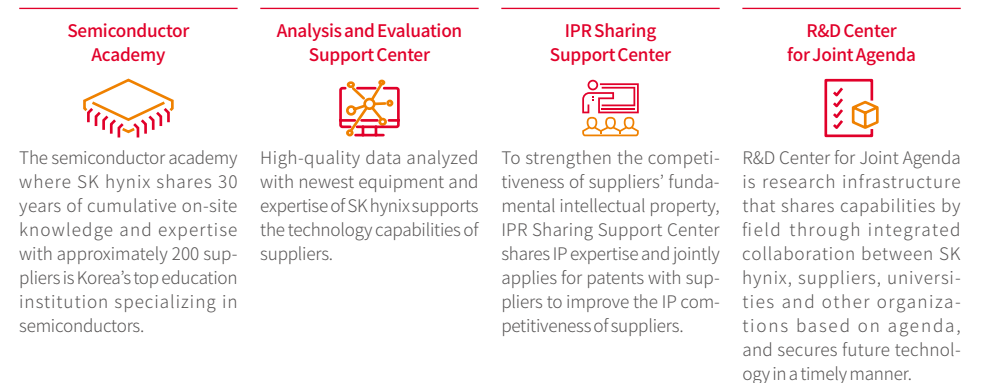 Semiconductor
Academy
The semiconductor academy
where SK hynix shares 30
years of cumulative on-site
knowledge and expertise
with approximately 200 sup-
pliers is Korea's top education
institution specializing in
semiconductors.
Analysis and Evaluation
Support Center
High-quality data analyzed
with newest equipment and
expertise of SK hynix supports
the technology capabilities of
suppliers.
IPR Sharing
Support Center
To strengthen the competi-
tiveness of suppliers' funda-
mental intellectual property,
IPR Sharing Support Center
shares IP expertise and jointly
applies for patents with sup-
pliers to improve the IP com-
petitiveness of suppliers.
R&D Center
for Joint Agenda
R&D Center for Joint Agenda
is research infrastructure
that shares capabilities by
field through integrated
collaboration between SK
hynix, suppliers, universi-
ties and other organiza-
tions based on agenda,
and secures future technol-
ogy in a timely manner.